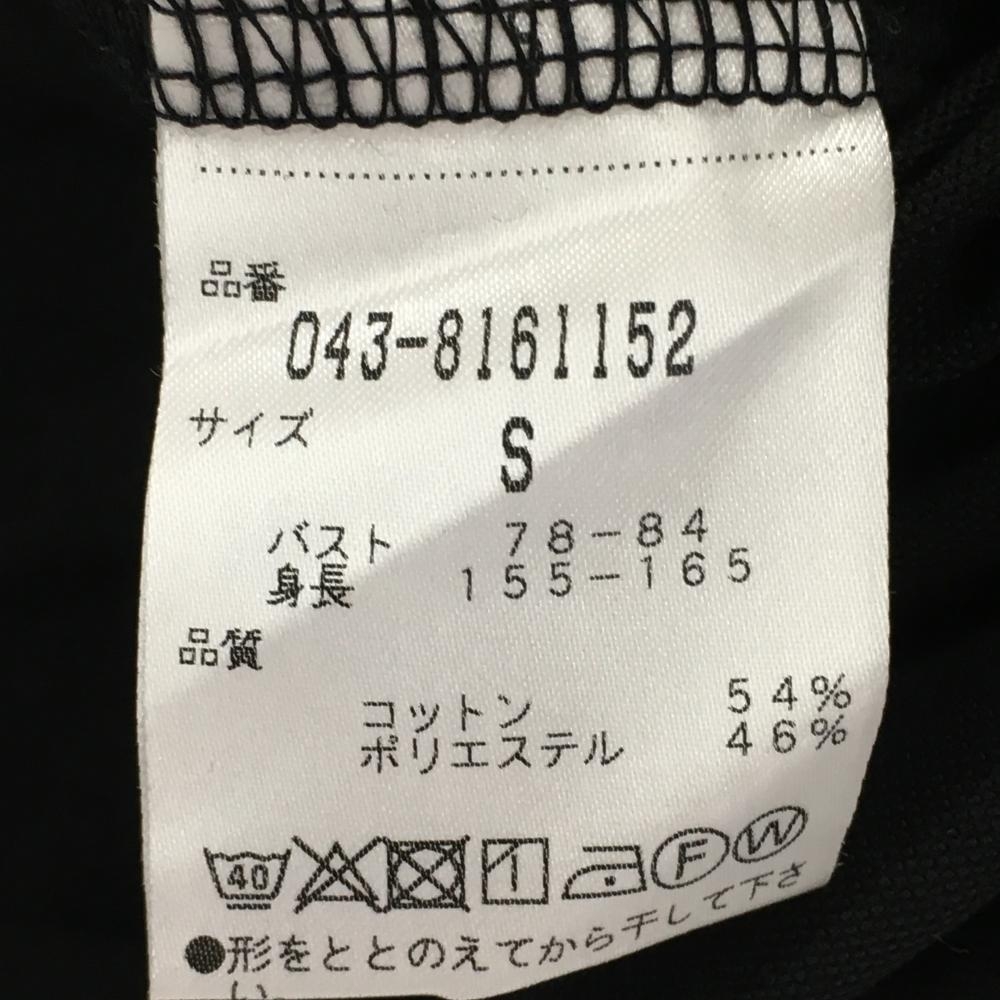 品番
043-8161152
サイズ
S
バスト 78-84
身長 155-165
品質
コットン 54%
ポリエステル 46%
40 F W
●形をととのえてから干して下さ
い